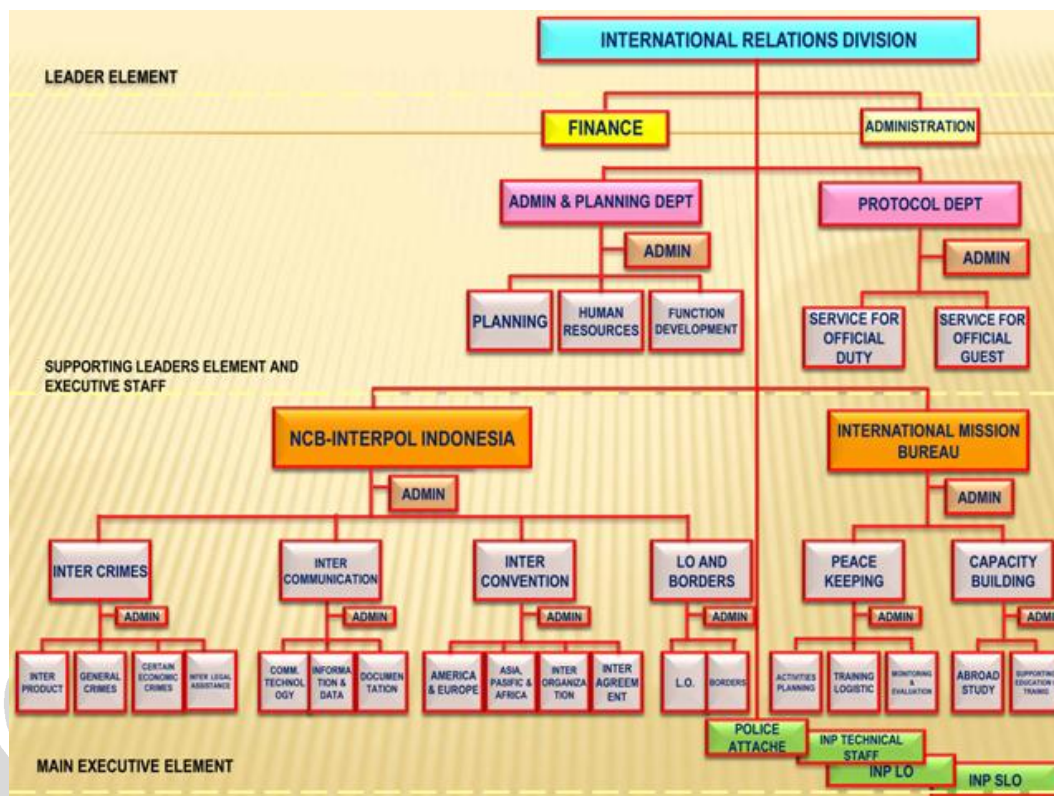 INTERNATIONAL RELATIONS DIVISION
LEADER ELEMENT
FINANCE
ADMINISTRATION
ADMIN & PLANNING DEPT
PROTOCOL DEPT
ADMIN
ADMIN
PLANNING
HUMAN
RESOURCES
FUNCTION
DEVELOPMENT
SERVICE FOR
OFFICIAL
DUTY
SERVICE FOR
OFFICIAL
GUEST
SUPPORTING LEADERS ELEMENT AND
EXECUTIVE STAFF
NCB-INTERPOL INDONESIA
INTERNATIONAL MISSION
BUREAU
ADMIN
ADMIN
INTER CRIMES
INTER
COMMUNICATION
INTER
CONVENTION
LO AND
BORDERS
PEACE
KEEPING
CAPACITY
BUILDING
ADMIN
ADMIN
ADMIN
ADMIN
ADMIN
ADMI
INTER
PRODUCT
GENERAL
CRIMES
CERTAIN
ECONOMIC
CRIMES
INTER LEGAL
ASSISTANCE
COMM.
TECHNOL
OGY
INFORMA
TION & DATA
DOCUMEN
TATION
AMERICA
& EUROPE
ASIA,
PASIFIC &
AFRICA
INTER
ORGANIZA
TION
INTER
AGREEM
ENT
L.O.
BORDERS
ACTIVITIES
PLANNING
TRAINING
LOGISTIC
MONITORING
&
EVALUATION
ABROAD
STUDY
SUPPORTING
EDUCATION
POLICE
ATTACHE
INP TECHNICAL
STAFF
INP LO
INP SLO
MAIN EXECUTIVE ELEMENT